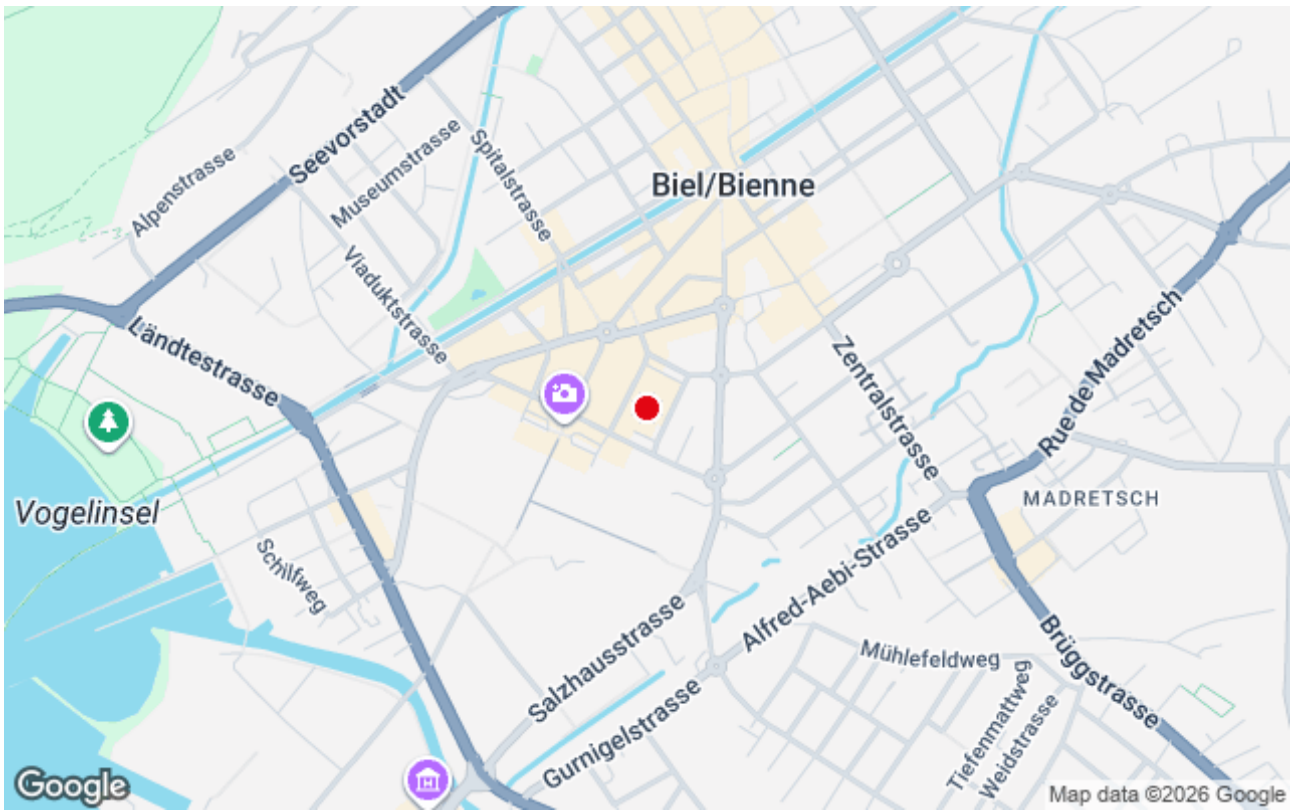 Seevorstadt
Museumstrasse
Spitalstrasse
Alpenstrasse
Biel/Bienne
Viaduktstrasse
Ländtestrasse
Zentralstrasse
Rue de Madretsch
Vogelinsel
MADRETSCH
Schilfweg
Alfred-Aebi-Strasse
Salzhausstrasse
Mühlefeldweg
Brüggstrasse
Gurnigelstrasse
Tiefenmattweg
Weidstrasse
H
Google
Map data ©2026 Google